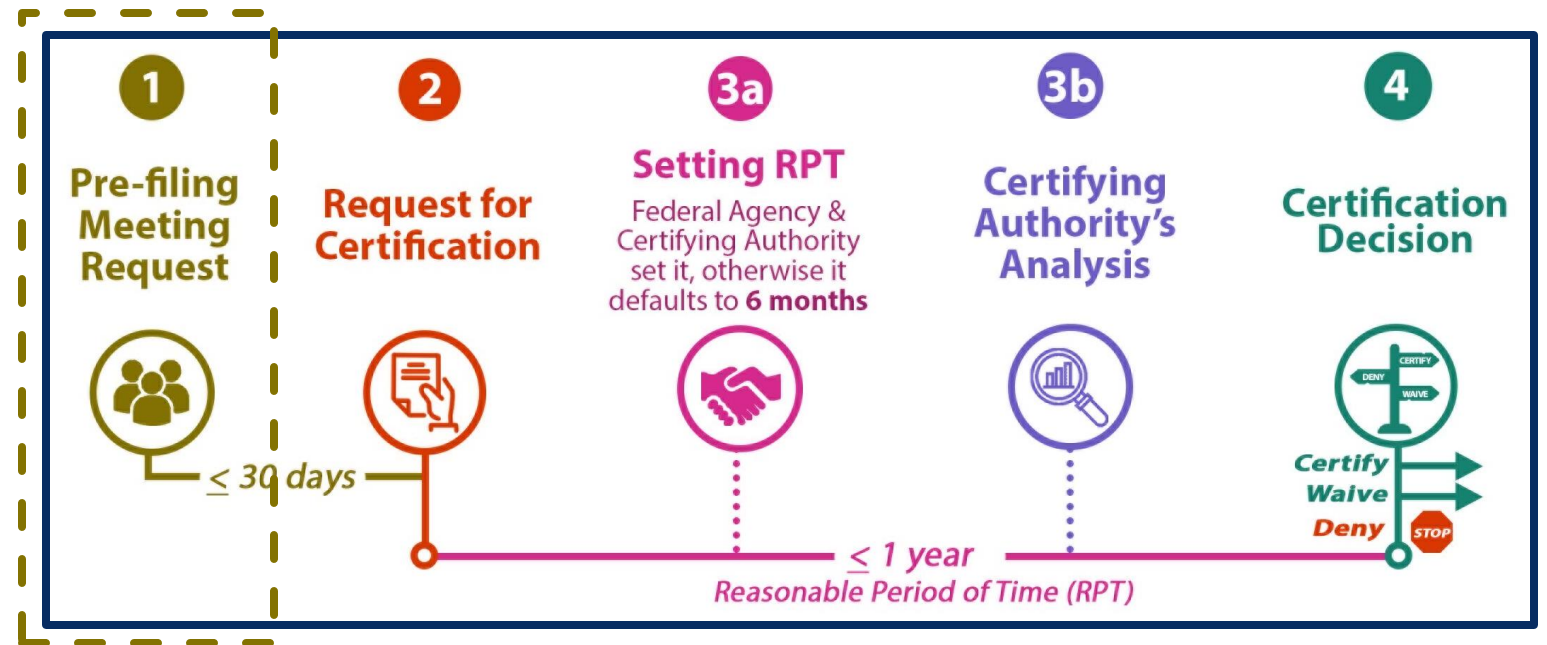 1
Pre-filing
Meeting
Request
≤ 30 days
2
Request for
Certification
3a
Setting RPT
Federal Agency &
Certifying Authority
set it, otherwise it
defaults to 6 months
3b
Certifying
Authority's
Analysis
4
Certification
Decision
CERTIFY
DENY
WAIVE
Certify
Waive
Deny
STOP
≤ 1 year
Reasonable Period of Time (RPT)